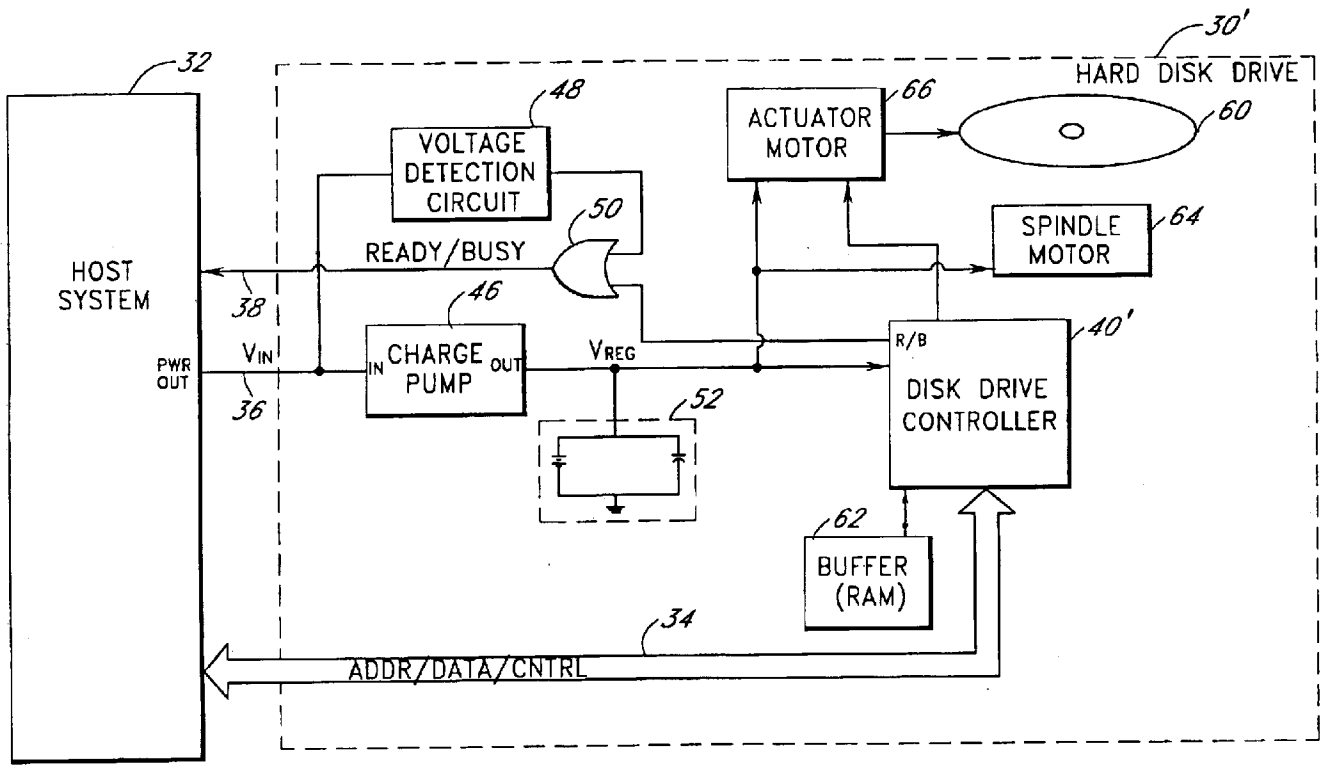 30'
HARD DISK DRIVE
32
48
66
VOLTAGE
DETECTION
CIRCUIT
ACTUATOR
MOTOR
60
50
64
READY/BUSY
SPINDLE
MOTOR
HOST
SYSTEM
38
46
40'
R/B
PWR
OUT
VIN
IN
CHARGE
PUMP
OUT
VREG
36
DISK DRIVE
CONTROLLER
52
62
BUFFER
(RAM)
34
ADDR/DATA/CNTRL